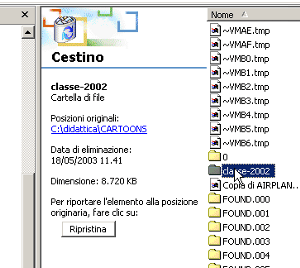 Cestino
classe-2002
Cartella di file
Posizioni originali:
C:\didattica\CARTOONS
Data di eliminazione:
18/05/2003 11.41
Dimensione: 8.720 KB
Per riportare l'elemento alla posizione
originaria, fare clic su:
Ripristina
Nome
~VMAE.tmp
~VMAF.tmp
~VMB0.tmp
~VMB1.tmp
~VMB2.tmp
~VMB3.tmp
~VMB4.tmp
~VMB5.tmp
~VMB6.tmp
0
classe-2002
Copia di AIRPLAN...
FOUND.000
FOUND.001
FOUND.002
FOUND.003
FOUND.004